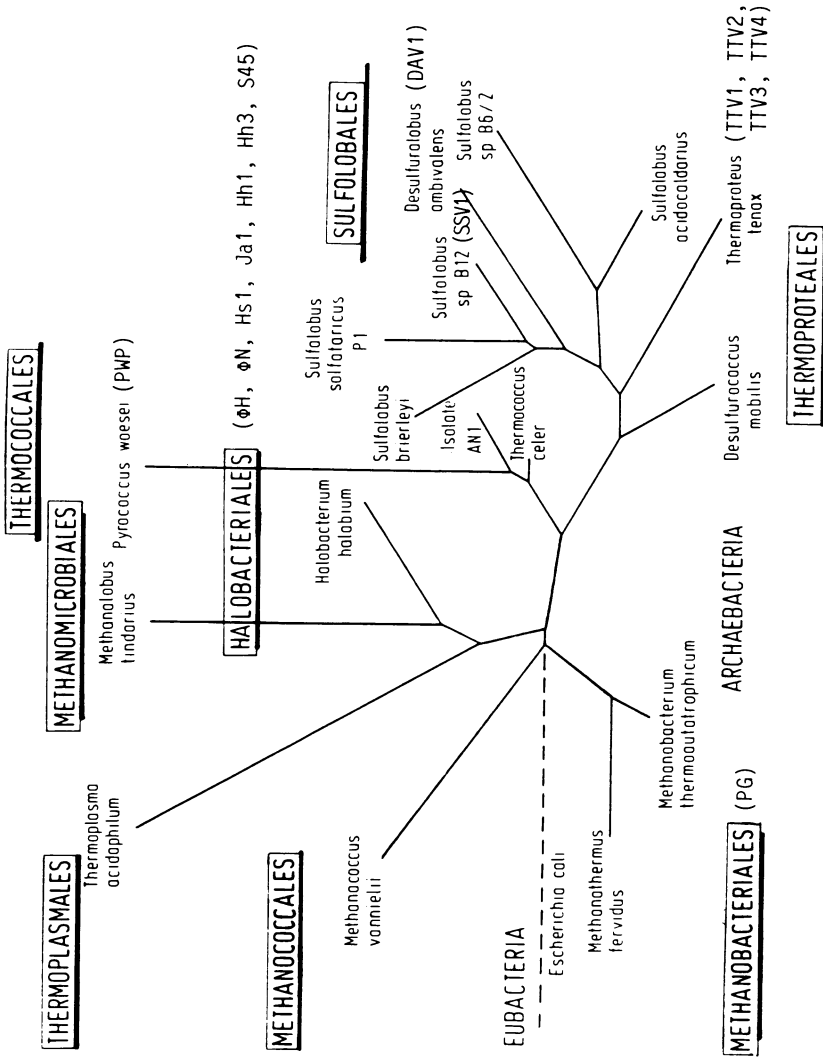 THERMOCOCCALES
THERMOPLASMALES
METHANOMICROBIALES
Thermoplasma
acidophilum
Methanolobus
tindarius
Pyrococcus woesei (PWP)
HALOBACTERIALES (ΦH, ΦN, Hs1, Ja1, Hh1, Hh3, S45)
METHANOCOCCALES
Methanococcus
vannielii
Halobacterium
halobium
Sulfolobus
solfataricus
P1
SULFOLOBALES
Sulfolobus
brierleyi
Isolate
AN1
Thermococcus
celer
Sulfolobus
sp B12 (SSV1)
Desulfurolobus (DAV1)
ambivalens
Sulfolobus
sp B6/2
EUBACTERIA
Escherichia coli
Methanothermus
fervidus
Methanobacterium
thermoautotrophicum
Sulfolobus
acidocaldarius
METHANOBACTERIALES (PG)
ARCHAEBACTERIA
Desulfurococcus
mobilis
Thermoproteus (TTV1, TTV2,
tenax TTV3, TTV4)
THERMOPROTEALES